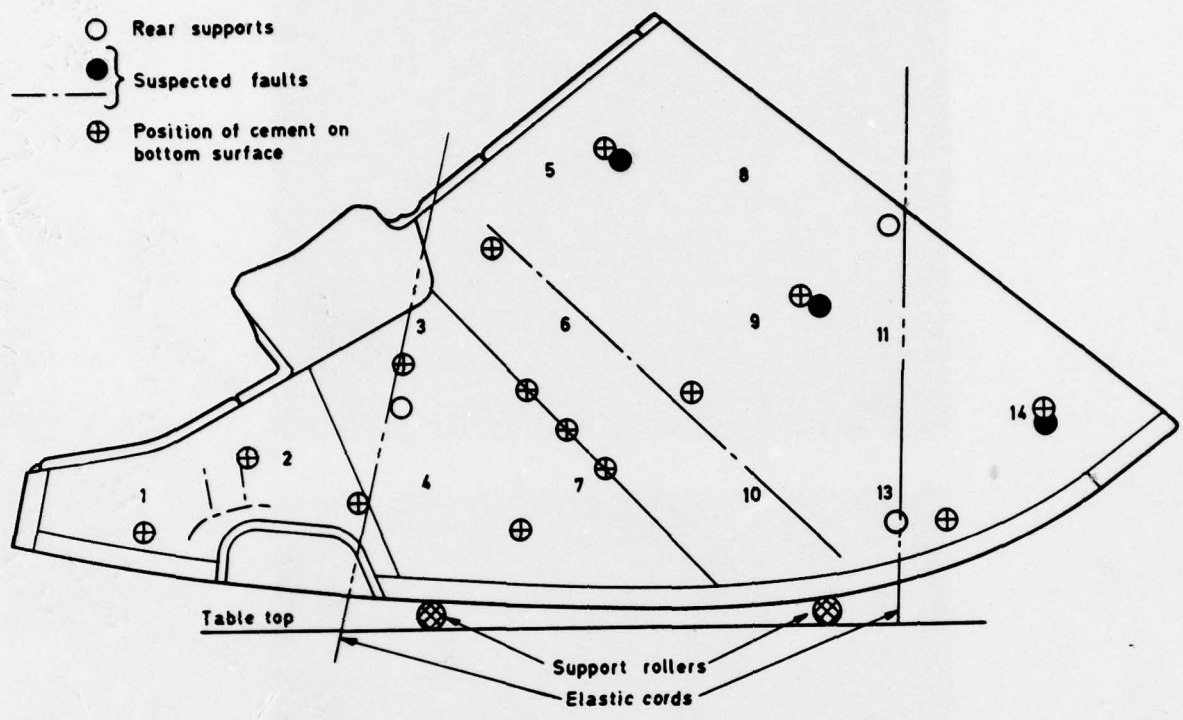 Rear supports
Suspected faults
Position of cement on
bottom surface
5
8
3
6
9
11
14
1
2
4
7
10
13
Table top
Support rollers
Elastic cords